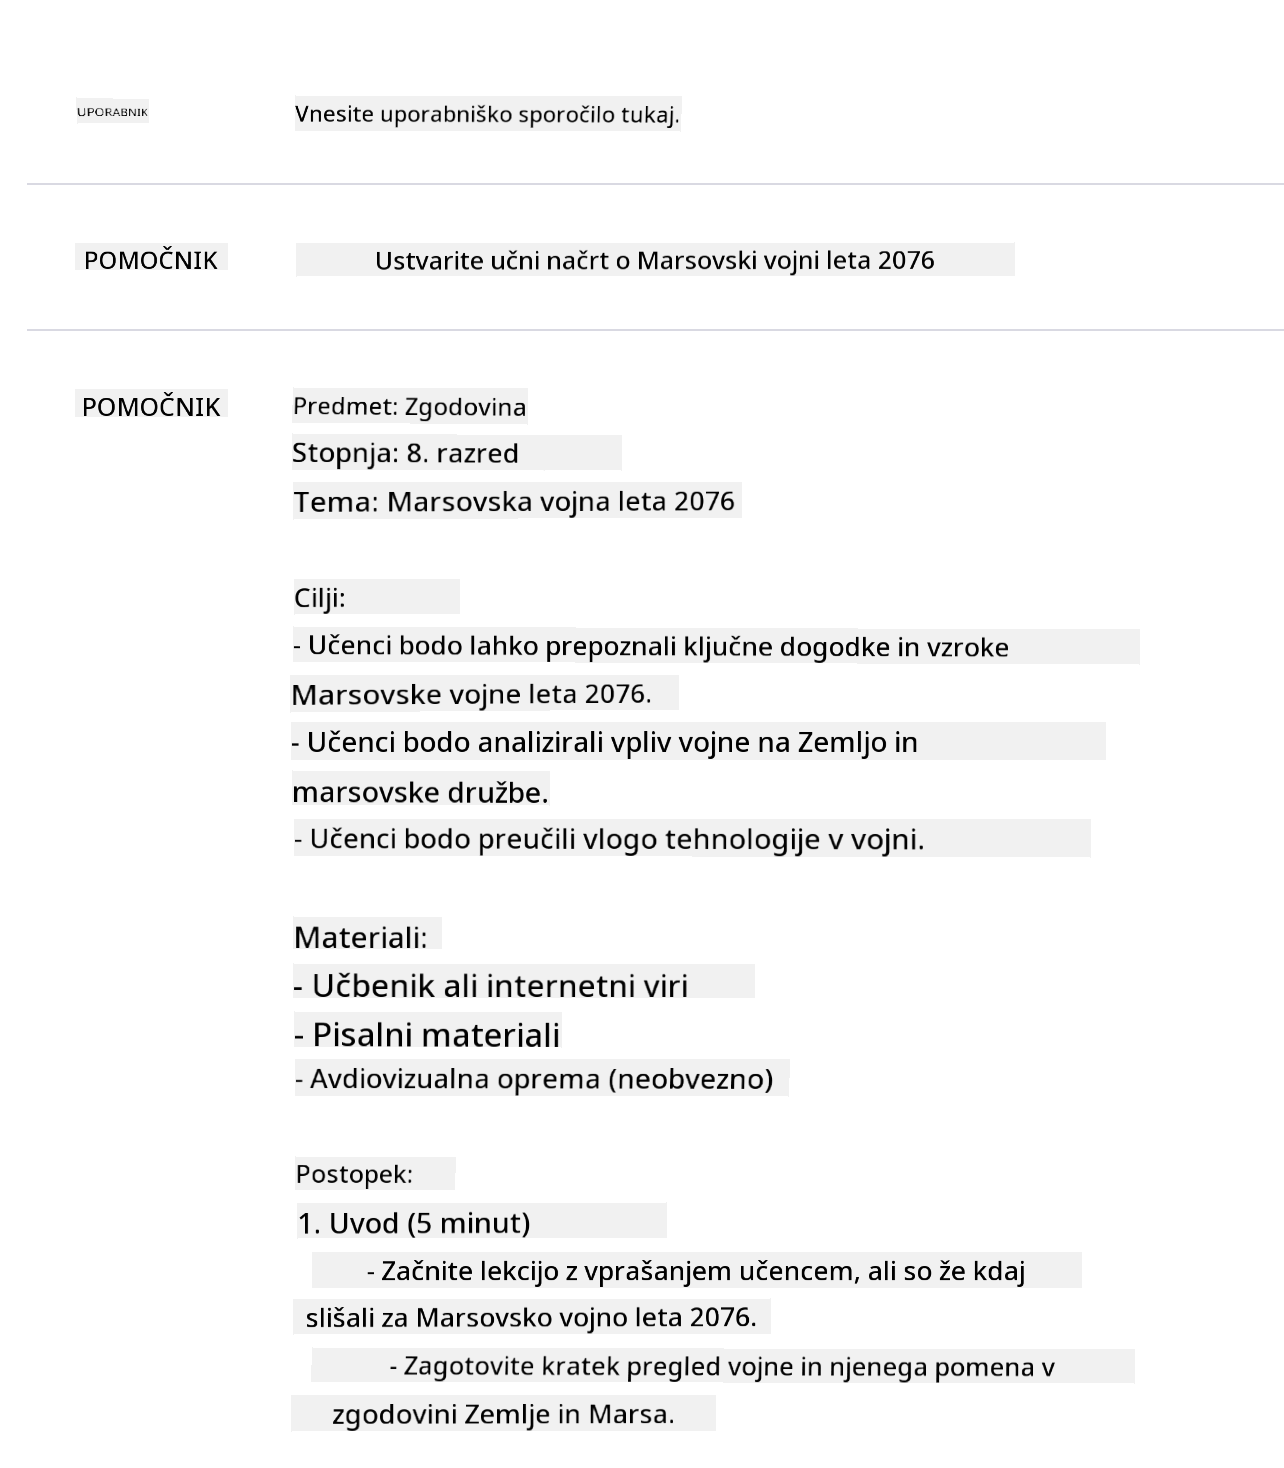 UPORABNIK
Vnesite uporabniško sporočilo tukaj.
POMOČNIK
Ustvarite učni načrt o Marsovski vojni leta 2076
POMOČNIK
Predmet: Zgodovina
Stopnja: 8. razred
Tema: Marsovska vojna leta 2076
Cilji:
- Učenci bodo lahko prepoznali ključne dogodke in vzroke
Marsovske vojne leta 2076.
- Učenci bodo analizirali vpliv vojne na Zemljo in
marsovske družbe.
- Učenci bodo preučili vlogo tehnologije v vojni.
Materiali:
- Učbenik ali internetni viri
- Pisalni materiali
- Avdiovizualna oprema (neobvezno)
Postopek:
1. Uvod (5 minut)
- Začnite lekcijo z vprašanjem učencem, ali so že kdaj
slišali za Marsovsko vojno leta 2076.
- Zagotovite kratek pregled vojne in njenega pomena v
zgodovini Zemlje in Marsa.